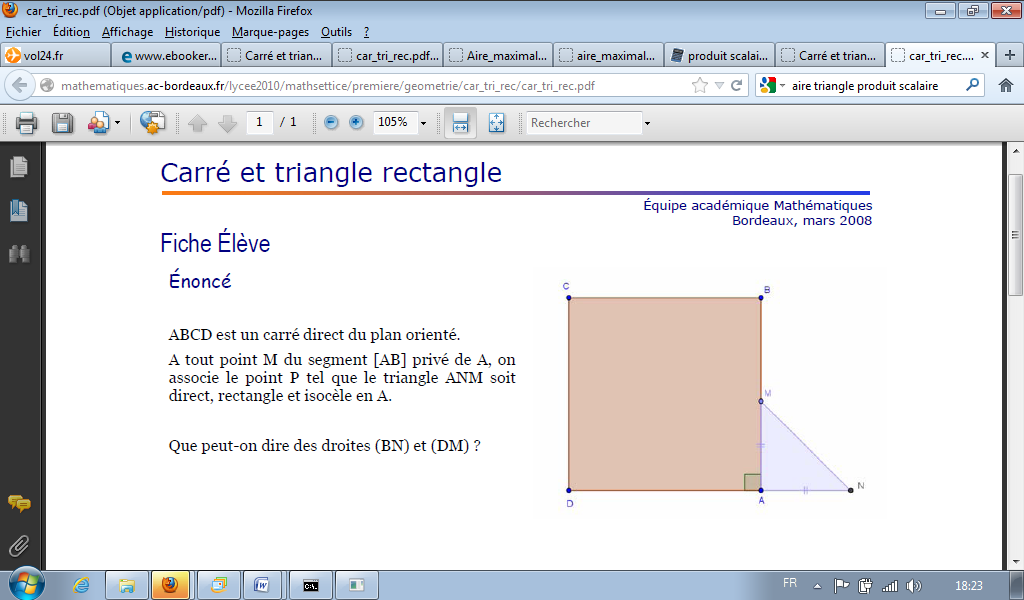 car_tri_rec.pdf (Objet application/pdf) - Mozilla Firefox
Fichier Édition Affichage Historique Marque-pages Outils ?
vol24.fr
www.ebooker...
Carré et trian...
car_tri_rec.pdf...
Aire_maximal...
aire_maximal...
produit scalai...
Carré et trian...
car_tri_rec....
mathematiques.ac-bordeaux.fr/lycee2010/mathsettice/premiere/geometrie/car_tri_rec/car_tri_rec.pdf
aire triangle produit scalaire
1 / 1
105%
Rechercher
Carré et triangle rectangle
Équipe académique Mathématiques
Bordeaux, mars 2008
Fiche Élève
Énoncé
ABCD est un carré direct du plan orienté.
A tout point M du segment [AB] privé de A, on
associe le point P tel que le triangle ANM soit
direct, rectangle et isocèle en A.
Que peut-on dire des droites (BN) et (DM) ?
C
B
M
N
D
A
FR
18:23